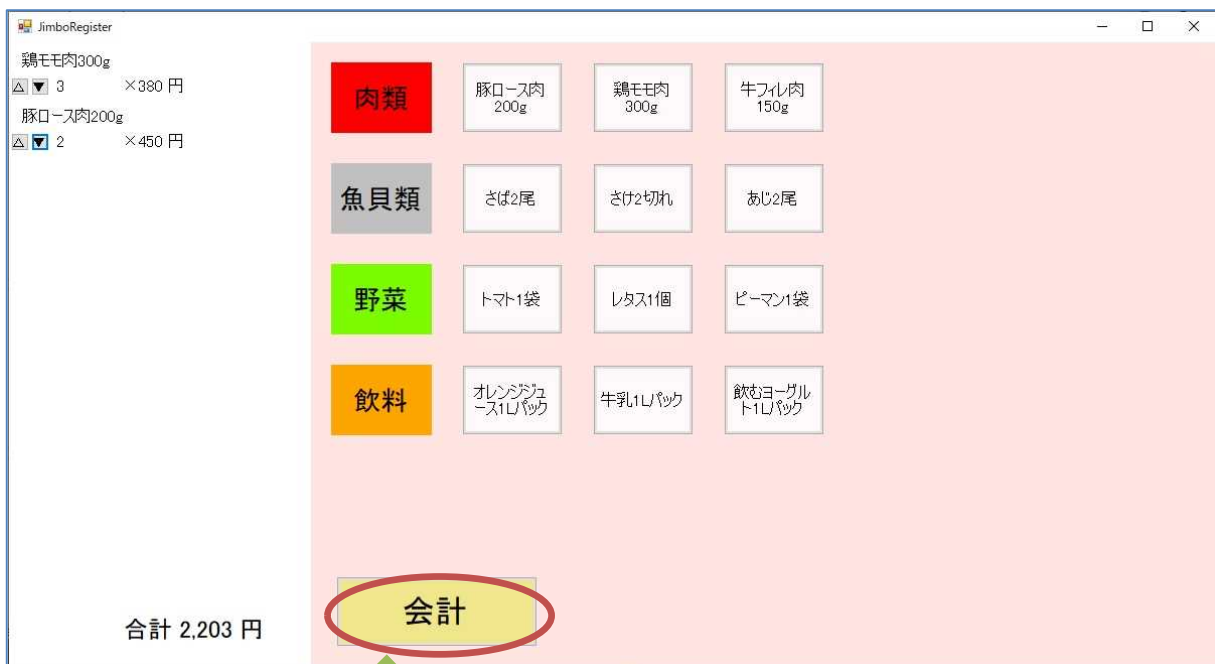 JimboRegister
鶏モモ肉300g
△ ▼ 3 ×380 円
豚ロース肉200g
△ ▼ 2 ×450 円
肉類
豚ロース肉
200g
鶏モモ肉
300g
牛フィレ肉
150g
魚貝類
さば2尾
さけ2切れ
あじ2尾
野菜
トマト1袋
レタス1個
ピーマン1袋
飲料
オレンジジュ
ース1Lパック
牛乳1Lパック
飲むヨーグル
ト1Lパック
会計
合計 2,203 円